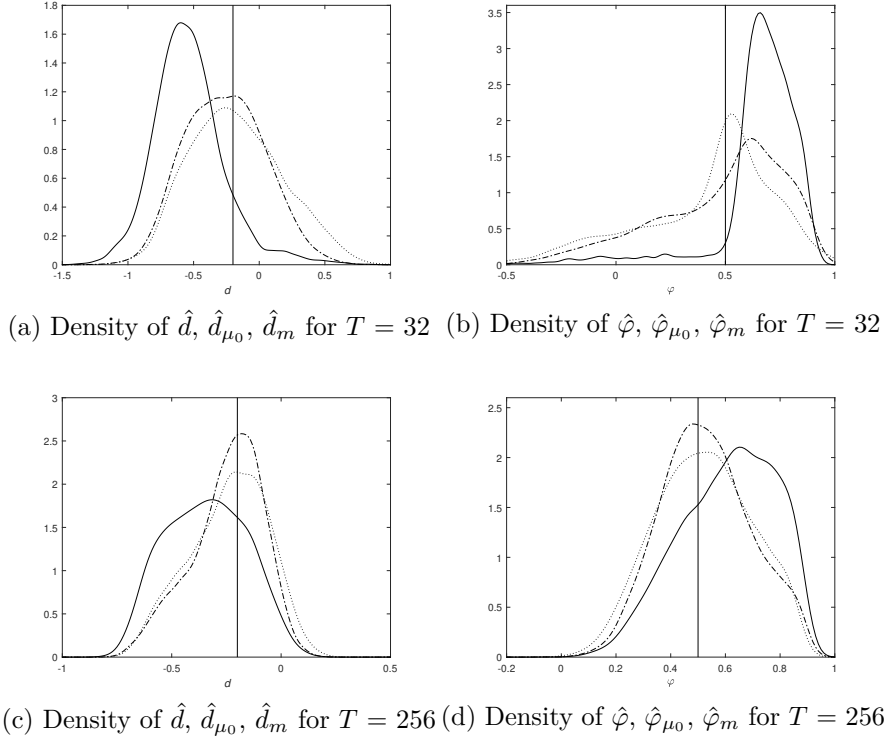 1.8
1.6
1.4
1.2
1
0.8
0.6
0.4
0.2
0
-1.5 -1 -0.5 0 0.5 1
d
3.5
3
2.5
2
1.5
1
0.5
0
-0.5 0 0.5 1
φ
(a) Density of d̂, d̂_{μ₀}, d̂_m for T = 32
(b) Density of φ̂, φ̂_{μ₀}, φ̂_m for T = 32
3
2.5
2
1.5
1
0.5
0
-1 -0.5 0 0.5
d
2.5
2
1.5
1
0.5
0
-0.2 0 0.2 0.4 0.6 0.8 1
φ
(c) Density of d̂, d̂_{μ₀}, d̂_m for T = 256
(d) Density of φ̂, φ̂_{μ₀}, φ̂_m for T = 256